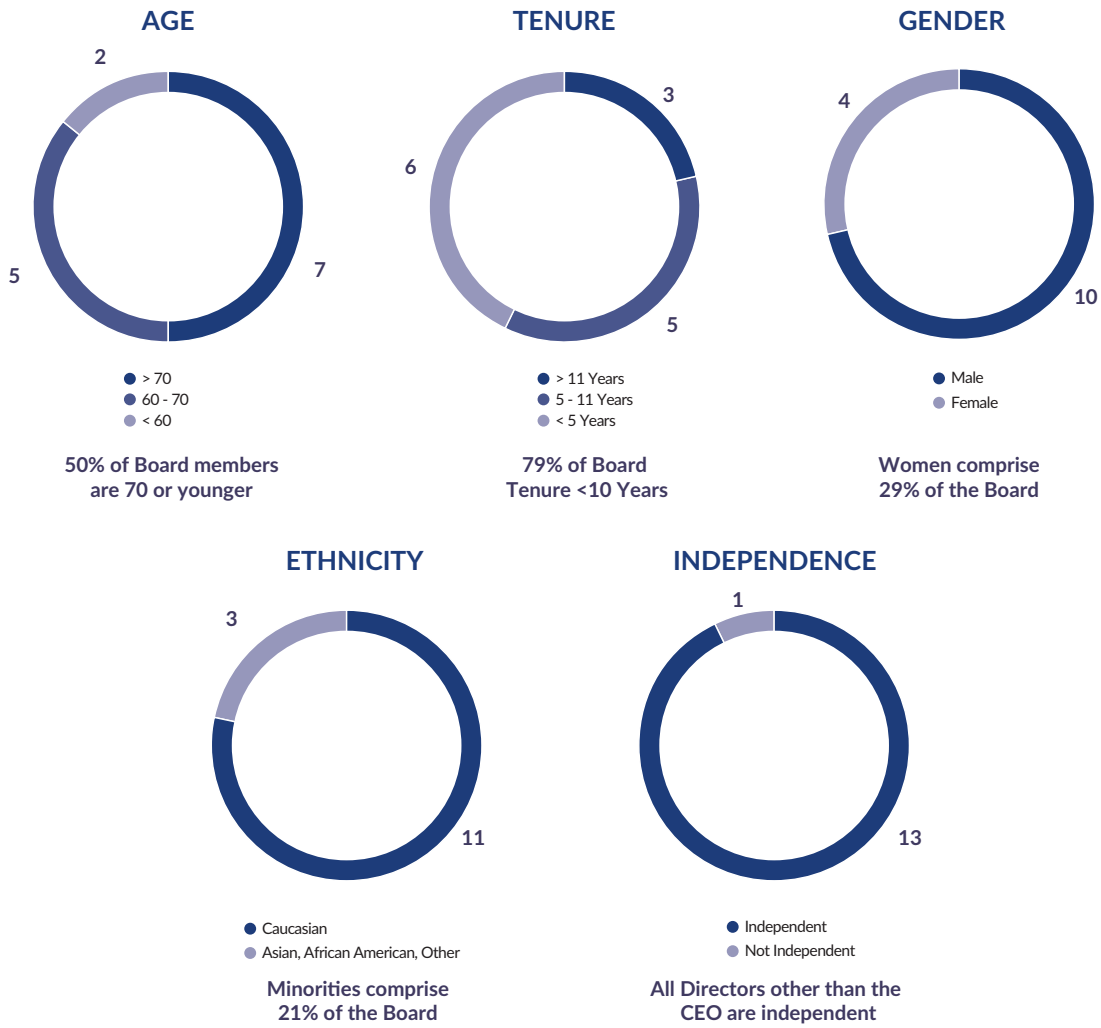 AGE
2
5
7
> 70
60 - 70
< 60
50% of Board members
are 70 or younger
TENURE
3
6
5
> 11 Years
5 - 11 Years
< 5 Years
79% of Board
Tenure <10 Years
GENDER
4
10
Male
Female
Women comprise
29% of the Board
ETHNICITY
3
11
Caucasian
Asian, African American, Other
Minorities comprise
21% of the Board
INDEPENDENCE
1
13
Independent
Not Independent
All Directors other than the
CEO are independent